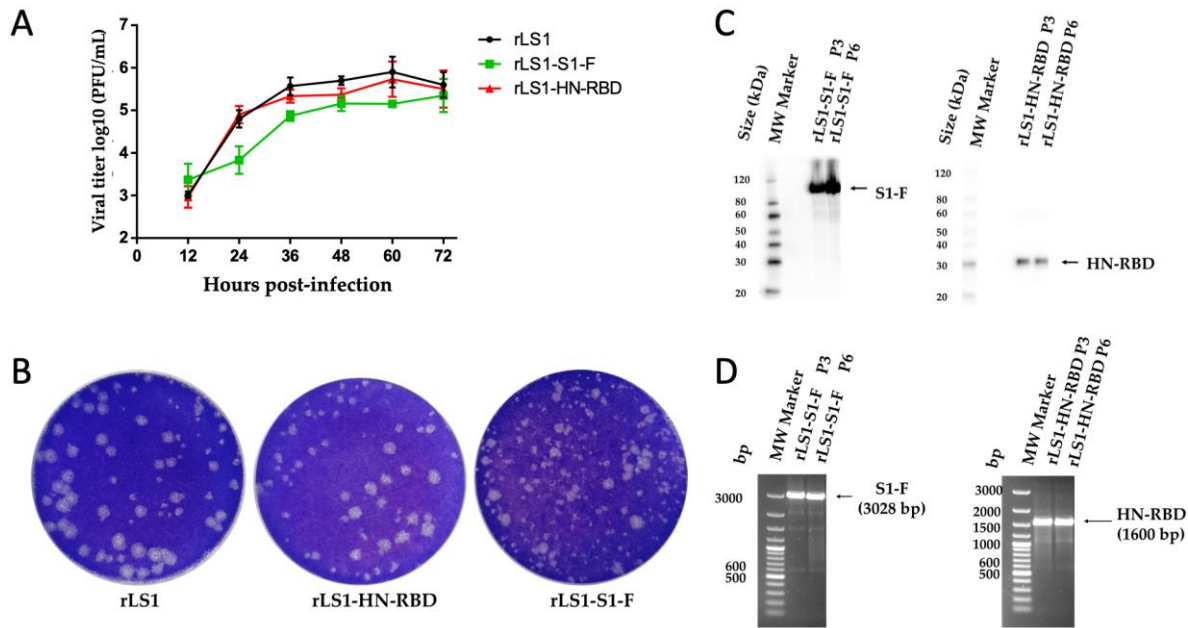 A
Viral titer log10 (PFU/mL)
7
6
5
4
3
2
0 12 24 36 48 60 72
Hours post-infection
rLS1
rLS1-S1-F
rLS1-HN-RBD
B
rLS1
rLS1-HN-RBD
rLS1-S1-F
C
Size (kDa)
MW Marker
rLS1-S1-F P3
rLS1-S1-F P6
120
80
60
50
40
30
20
S1-F
Size (kDa)
MW Marker
rLS1-HN-RBD P3
rLS1-HN-RBD P6
120
80
60
50
40
30
20
HN-RBD
D
bp
MW Marker
rLS1-S1-F P3
rLS1-S1-F P6
3000
600
500
S1-F
(3028 bp)
bp
MW Marker
rLS1-HN-RBD P3
rLS1-HN-RBD P6
3000
2000
1500
1000
600
500
HN-RBD
(1600 bp)